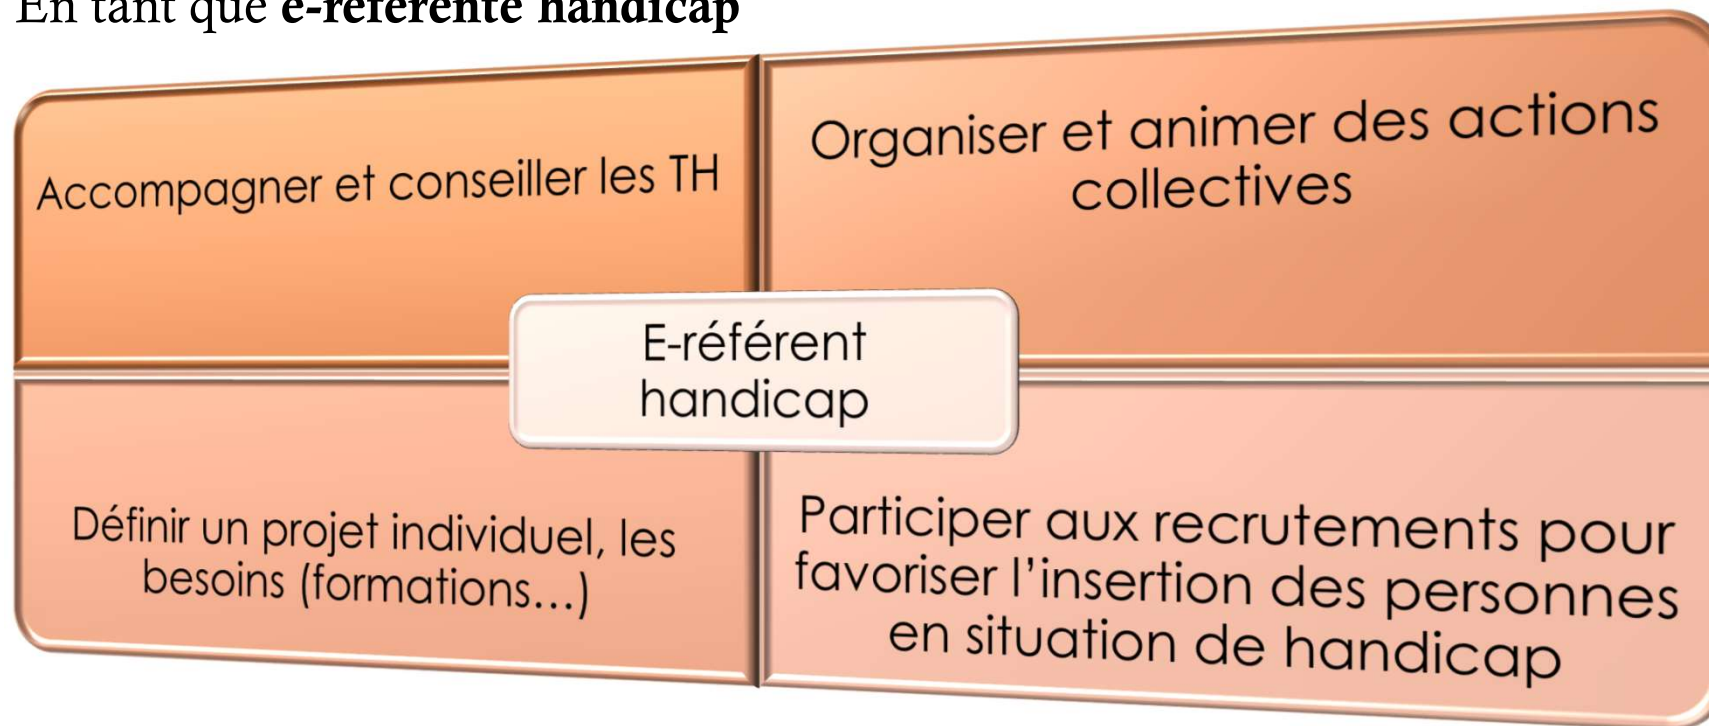 En tant que e-référente handicap
Accompagner et conseiller les TH
Organiser et animer des actions
collectives
E-référent
handicap
Définir un projet individuel, les
besoins (formations…)
Participer aux recrutements pour
favoriser l'insertion des personnes
en situation de handicap